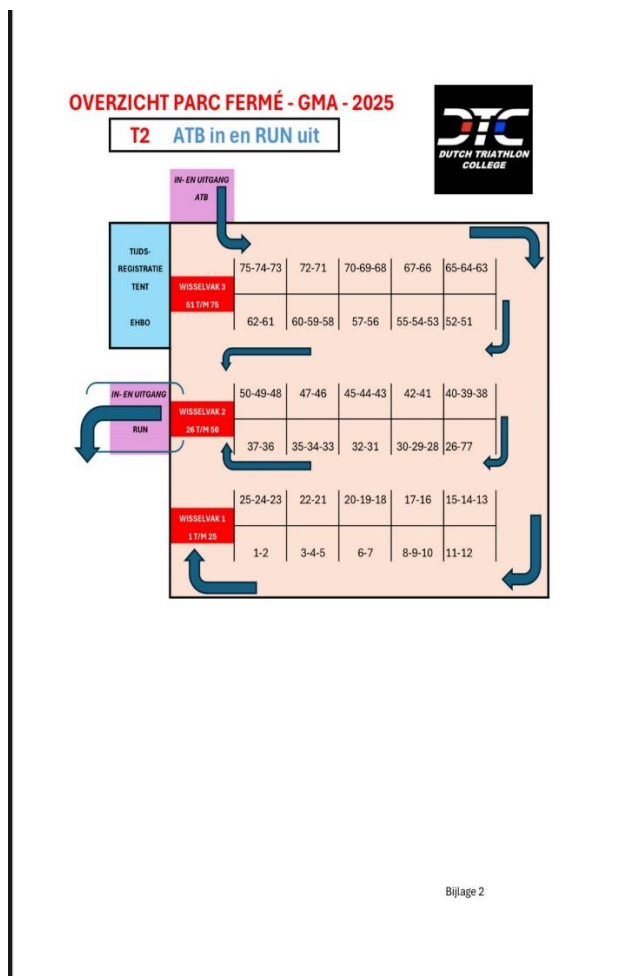 OVERZICHT PARC FERMÉ - GMA - 2025
T2 ATB in en RUN uit
DTC
DUTCH TRIATHLON
COLLEGE
IN- EN UITGANG
ATB
TIJDS-
REGISTRATIE
TENT
EHBO
WISSELVAK 3
51 T/M 75
75-74-73 72-71 70-69-68 67-66 65-64-63
62-61 60-59-58 57-56 55-54-53 52-51
IN- EN UITGANG
RUN
WISSELVAK 2
26 T/M 50
50-49-48 47-46 45-44-43 42-41 40-39-38
37-36 35-34-33 32-31 30-29-28 26-77
WISSELVAK 1
1 T/M 25
25-24-23 22-21 20-19-18 17-16 15-14-13
1-2 3-4-5 6-7 8-9-10 11-12
Bijlage 2